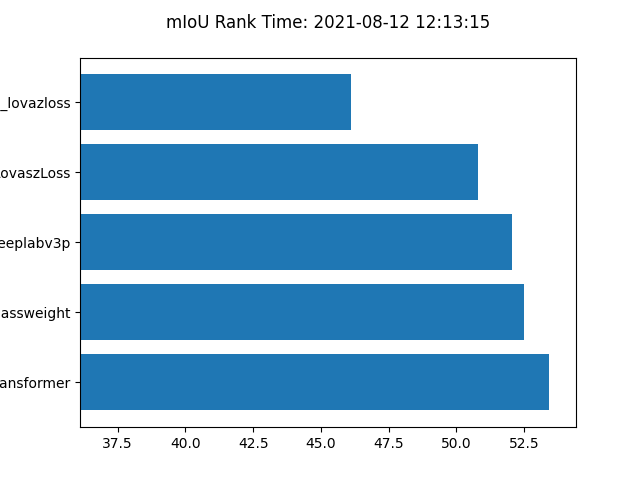 mIoU Rank Time: 2021-08-12 12:13:15
_lovazloss
ovaszLoss
eeplabv3p
assweight
ansformer
37.5 40.0 42.5 45.0 47.5 50.0 52.5